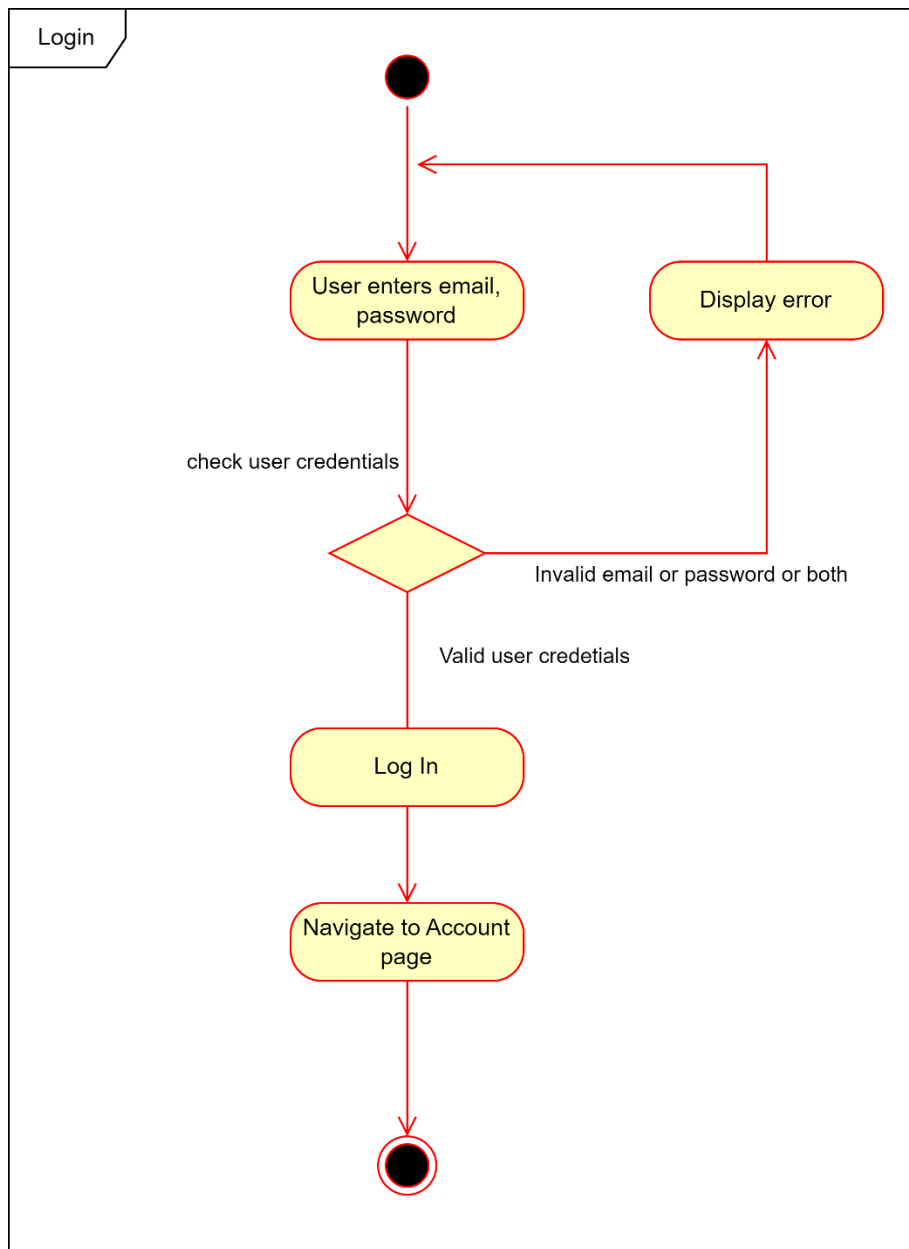 Login
User enters email,
password
Display error
check user credentials
Invalid email or password or both
Valid user credetials
Log In
Navigate to Account
page